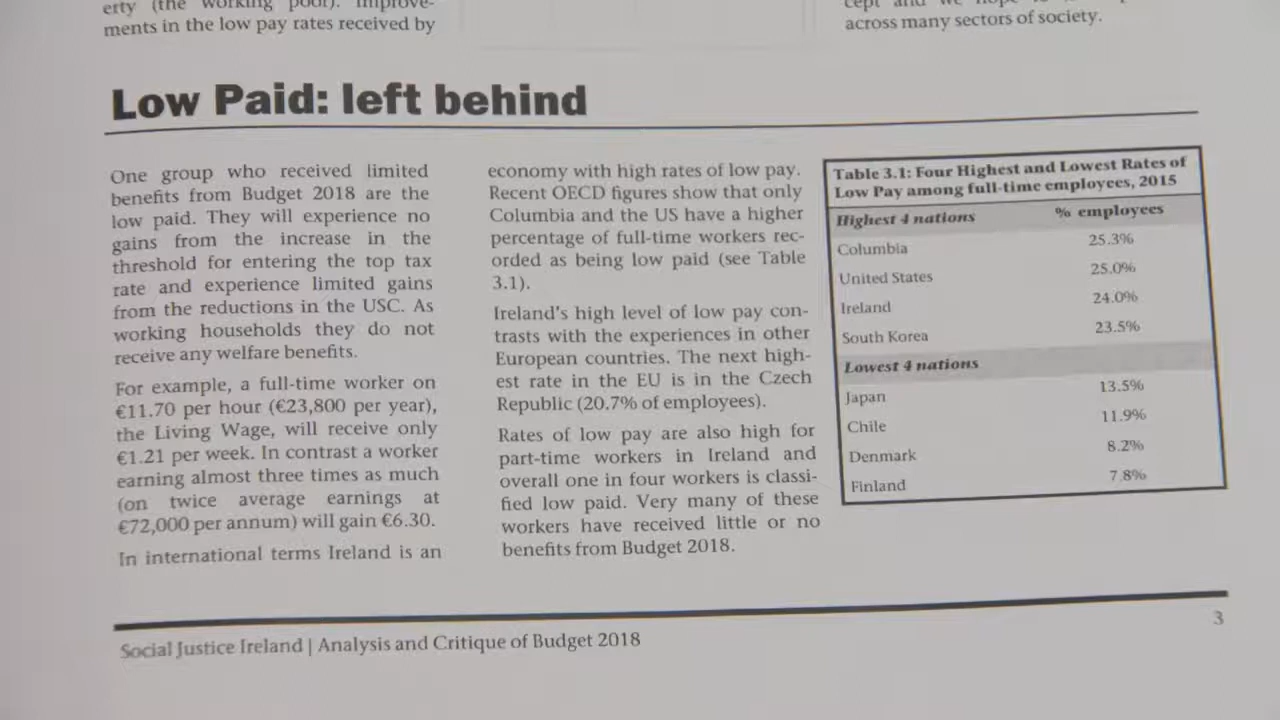 erty (the working poor). Improve-
ments in the low pay rates received by
across many sectors of society.
Low Paid: left behind
One group who received limited
benefits from Budget 2018 are the
low paid. They will experience no
gains from the increase in the
threshold for entering the top tax
rate and experience limited gains
from the reductions in the USC. As
working households they do not
receive any welfare benefits.
For example, a full-time worker on
€11.70 per hour (€23,800 per year),
the Living Wage, will receive only
€1.21 per week. In contrast a worker
earning almost three times as much
(on twice average earnings at
€72,000 per annum) will gain €6.30.
In international terms Ireland is an
economy with high rates of low pay.
Recent OECD figures show that only
Columbia and the US have a higher
percentage of full-time workers rec-
orded as being low paid (see Table
3.1).
Ireland's high level of low pay con-
trasts with the experiences in other
European countries. The next high-
est rate in the EU is in the Czech
Republic (20.7% of employees).
Rates of low pay are also high for
part-time workers in Ireland and
overall one in four workers is classi-
fied low paid. Very many of these
workers have received little or no
benefits from Budget 2018.
Table 3.1: Four Highest and Lowest Rates of
Low Pay among full-time employees, 2015
Highest 4 nations % employees
Columbia 25.3%
United States 25.0%
Ireland 24.0%
South Korea 23.5%
Lowest 4 nations
Japan 13.5%
Chile 11.9%
Denmark 8.2%
Finland 7.8%
Social Justice Ireland | Analysis and Critique of Budget 2018
3